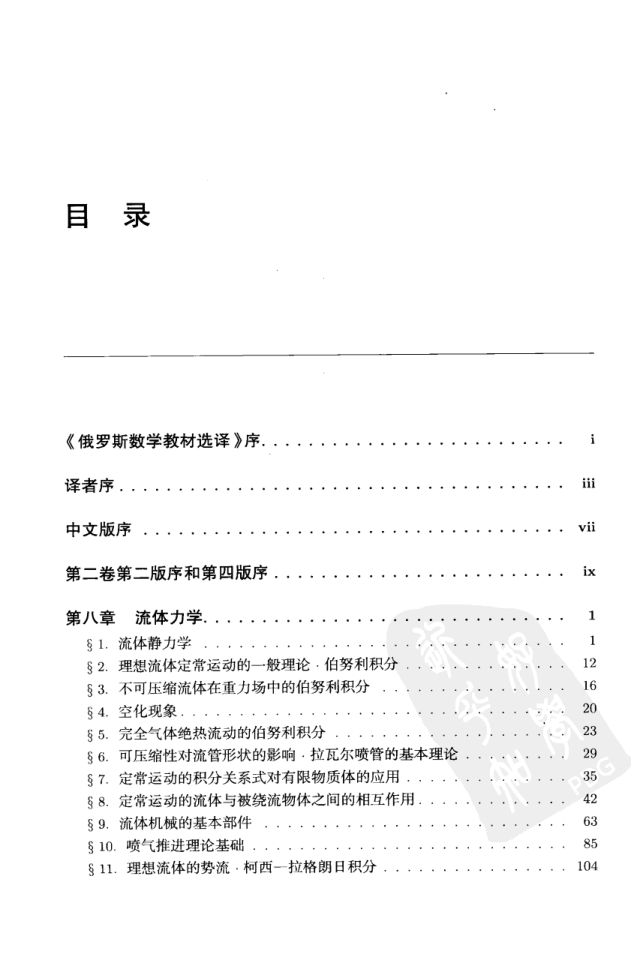 目 录
《俄罗斯数学教材选译》序. . . . . . . . . . . . . . . . . . . . . . . . . . i
译者序 . . . . . . . . . . . . . . . . . . . . . . . . . . . . . . . . . . . . . iii
中文版序 . . . . . . . . . . . . . . . . . . . . . . . . . . . . . . . . . . . vii
第二卷第二版序和第四版序 . . . . . . . . . . . . . . . . . . . . . . . . . ix
第八章 流体力学. . . . . . . . . . . . . . . . . . . . . . . . . . . . . . . 1
§ 1. 流体静力学 . . . . . . . . . . . . . . . . . . . . . . . . . . . . . . 1
§ 2. 理想流体定常运动的一般理论 · 伯努利积分 . . . . . . . . . . . . . . 12
§ 3. 不可压缩流体在重力场中的伯努利积分 . . . . . . . . . . . . . . . . 16
§ 4. 空化现象. . . . . . . . . . . . . . . . . . . . . . . . . . . . . . . . 20
§ 5. 完全气体绝热流动的伯努利积分 . . . . . . . . . . . . . . . . . . . 23
§ 6. 可压缩性对流管形状的影响 · 拉瓦尔喷管的基本理论 . . . . . . . . . 29
§ 7. 定常运动的积分关系式对有限物质体的应用 . . . . . . . . . . . . . . 35
§ 8. 定常运动的流体与被绕流物体之间的相互作用 . . . . . . . . . . . . . 42
§ 9. 流体机械的基本部件 . . . . . . . . . . . . . . . . . . . . . . . . . 63
§ 10. 喷气推进理论基础 . . . . . . . . . . . . . . . . . . . . . . . . . . 85
§ 11. 理想流体的势流 · 柯西—拉格朗日积分 . . . . . . . . . . . . . . . . 104